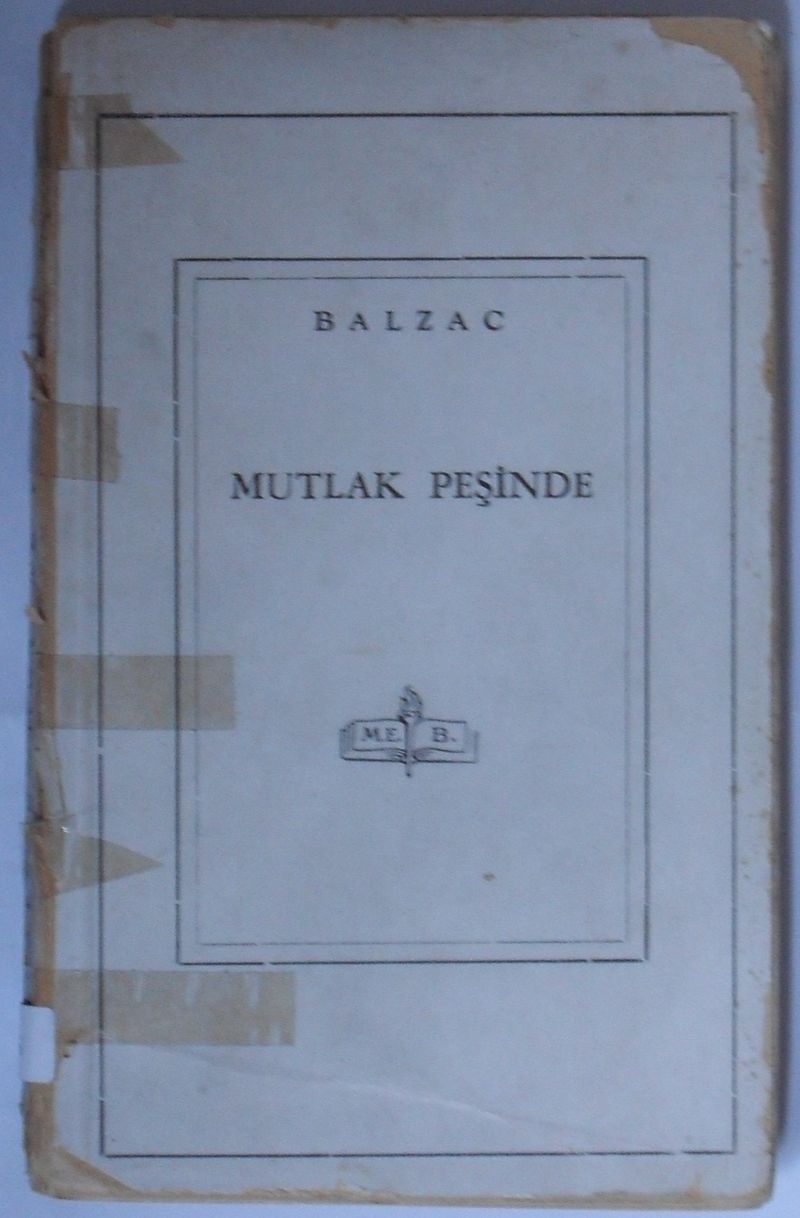 BALZAC
MUTLAK PEŞİNDE
M.E. B.